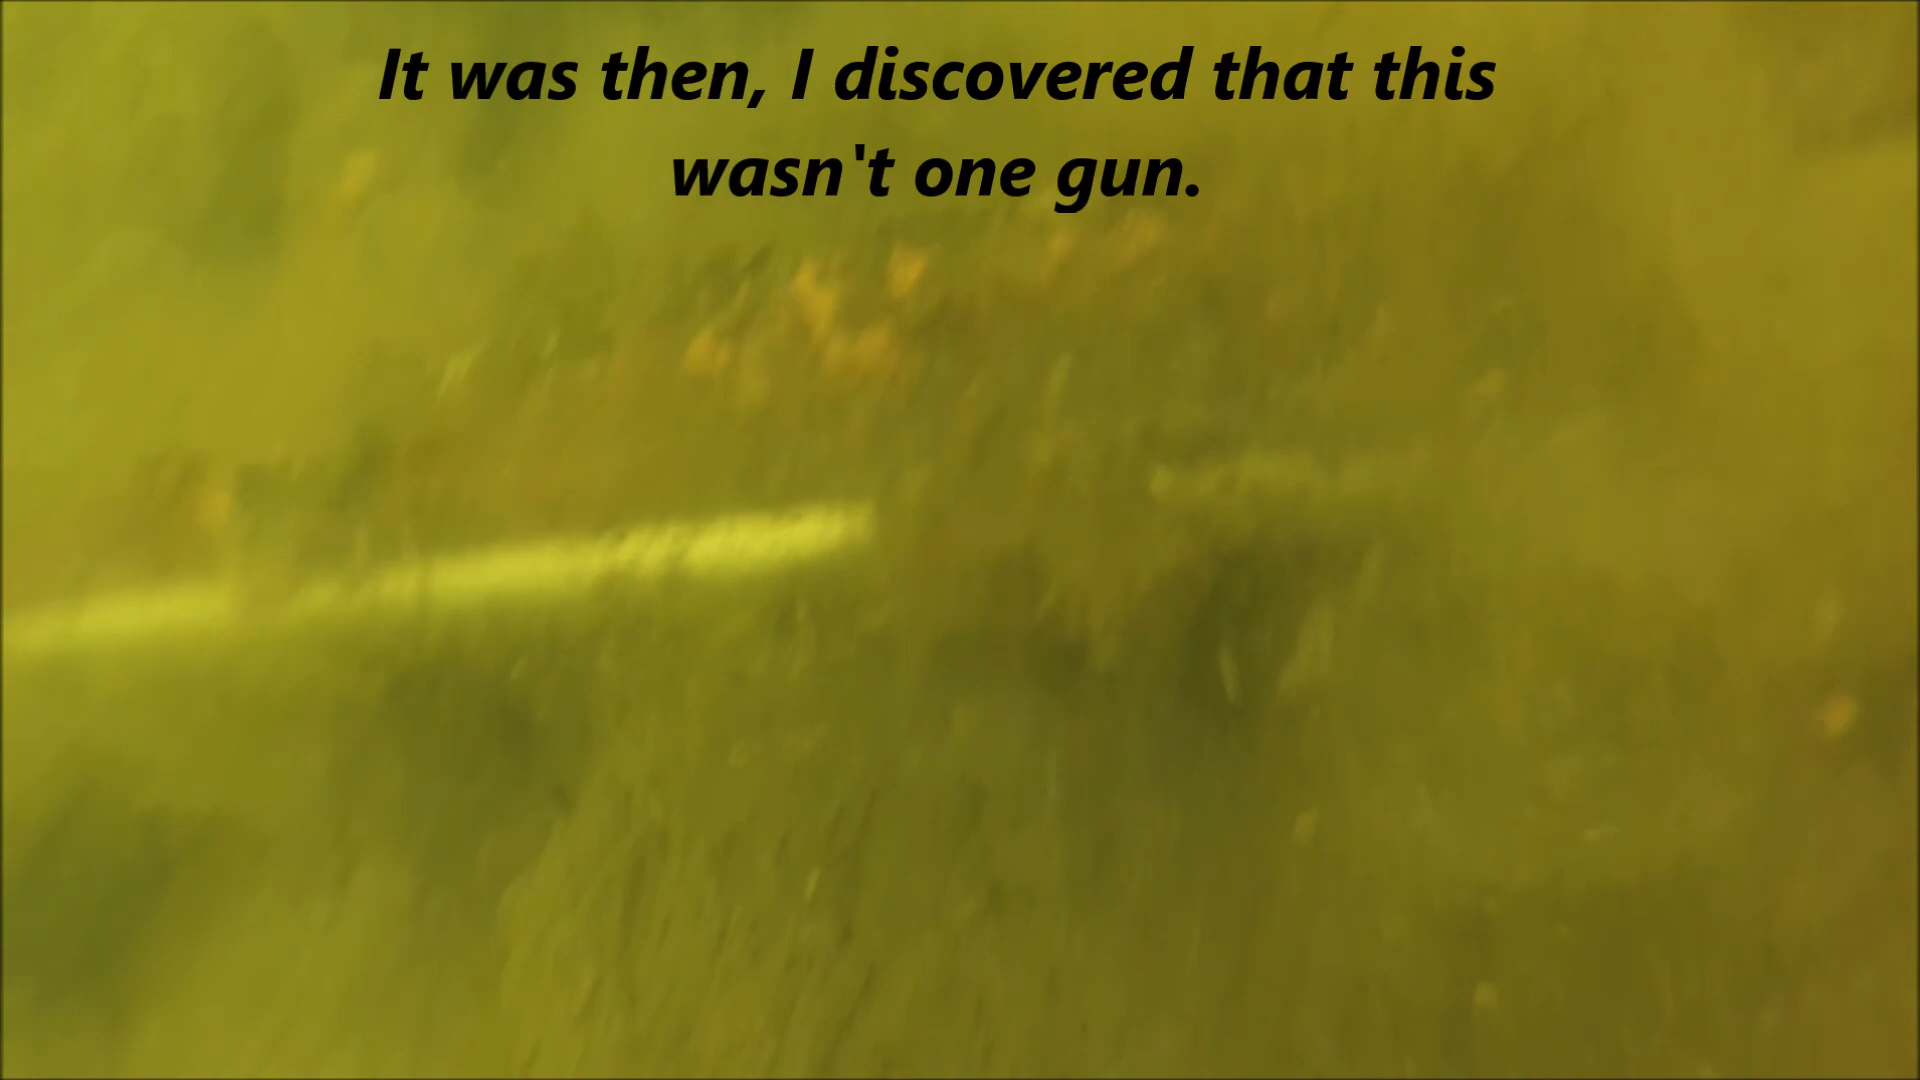 It was then, I discovered that this
wasn't one gun.